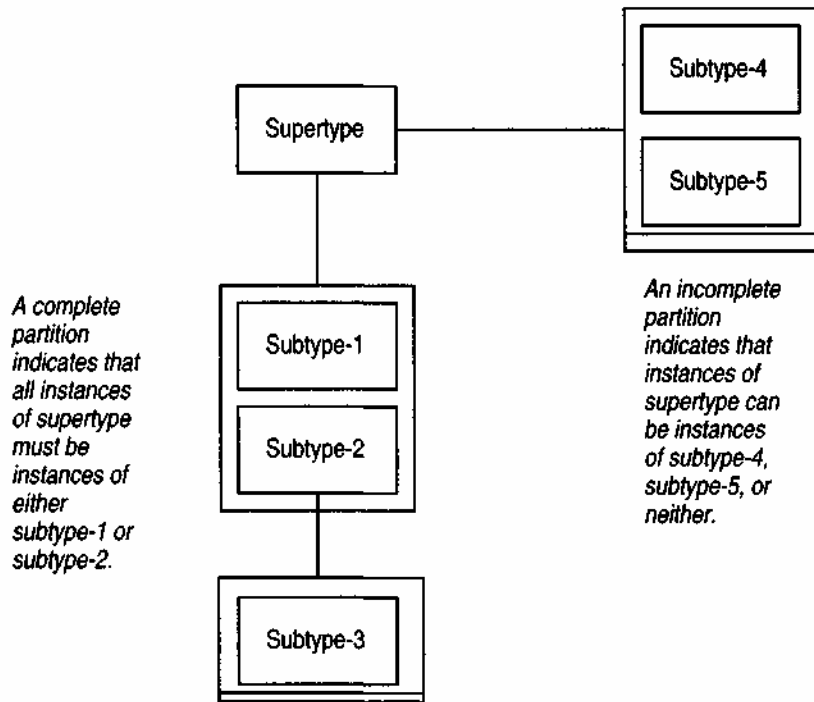 Subtype-4
Supertype
Subtype-5
A complete
partition
indicates that
all instances
of supertype
must be
instances of
either
subtype-1 or
subtype-2.
Subtype-1
Subtype-2
An incomplete
partition
indicates that
instances of
supertype can
be instances
of subtype-4,
subtype-5, or
neither.
Subtype-3